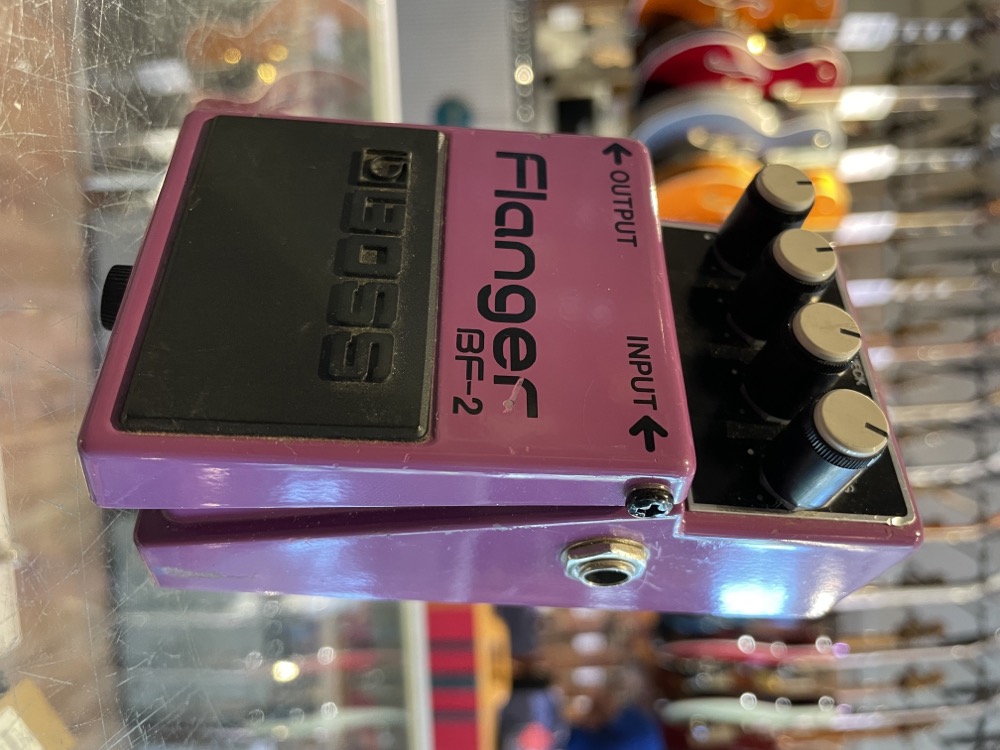 OUTPUT INPUT
Flanger
BF-2
BOSS